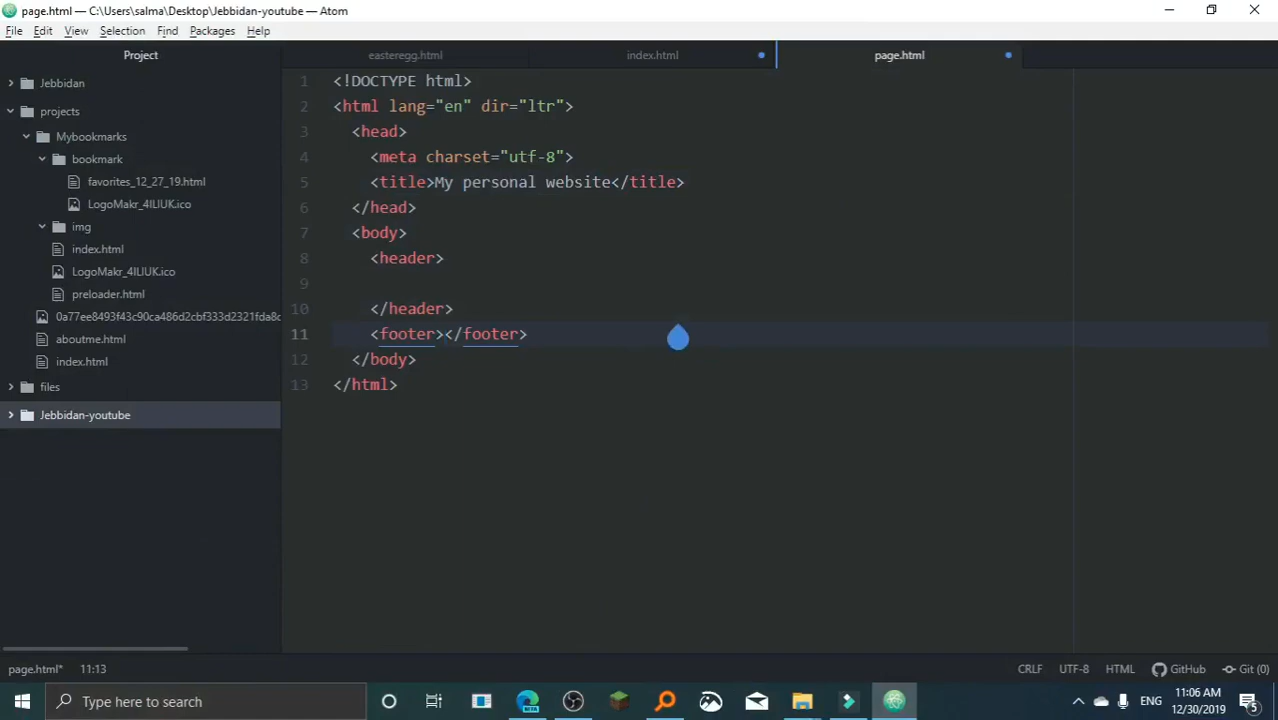 page.html — C:\Users\salma\Desktop\Jebbidan-youtube — Atom
File Edit View Selection Find Packages Help
Project
easteregg.html
index.html
page.html
Jebbidan
projects
Mybookmarks
bookmark
favorites_12_27_19.html
LogoMakr_4ILIUK.ico
img
index.html
LogoMakr_4ILIUK.ico
preloader.html
0a77ee8493f43c90ca486d2cbf333d2321fda8c
aboutme.html
index.html
files
Jebbidan-youtube
1 <!DOCTYPE html>
2 <html lang="en" dir="ltr">
3 <head>
4 <meta charset="utf-8">
5 <title>My personal website</title>
6 </head>
7 <body>
8 <header>
9
10 </header>
11 <footer></footer>
12 </body>
13 </html>
page.html* 11:13
CRLF UTF-8 HTML GitHub Git (0)
Type here to search
ENG
11:06 AM
12/30/2019
5